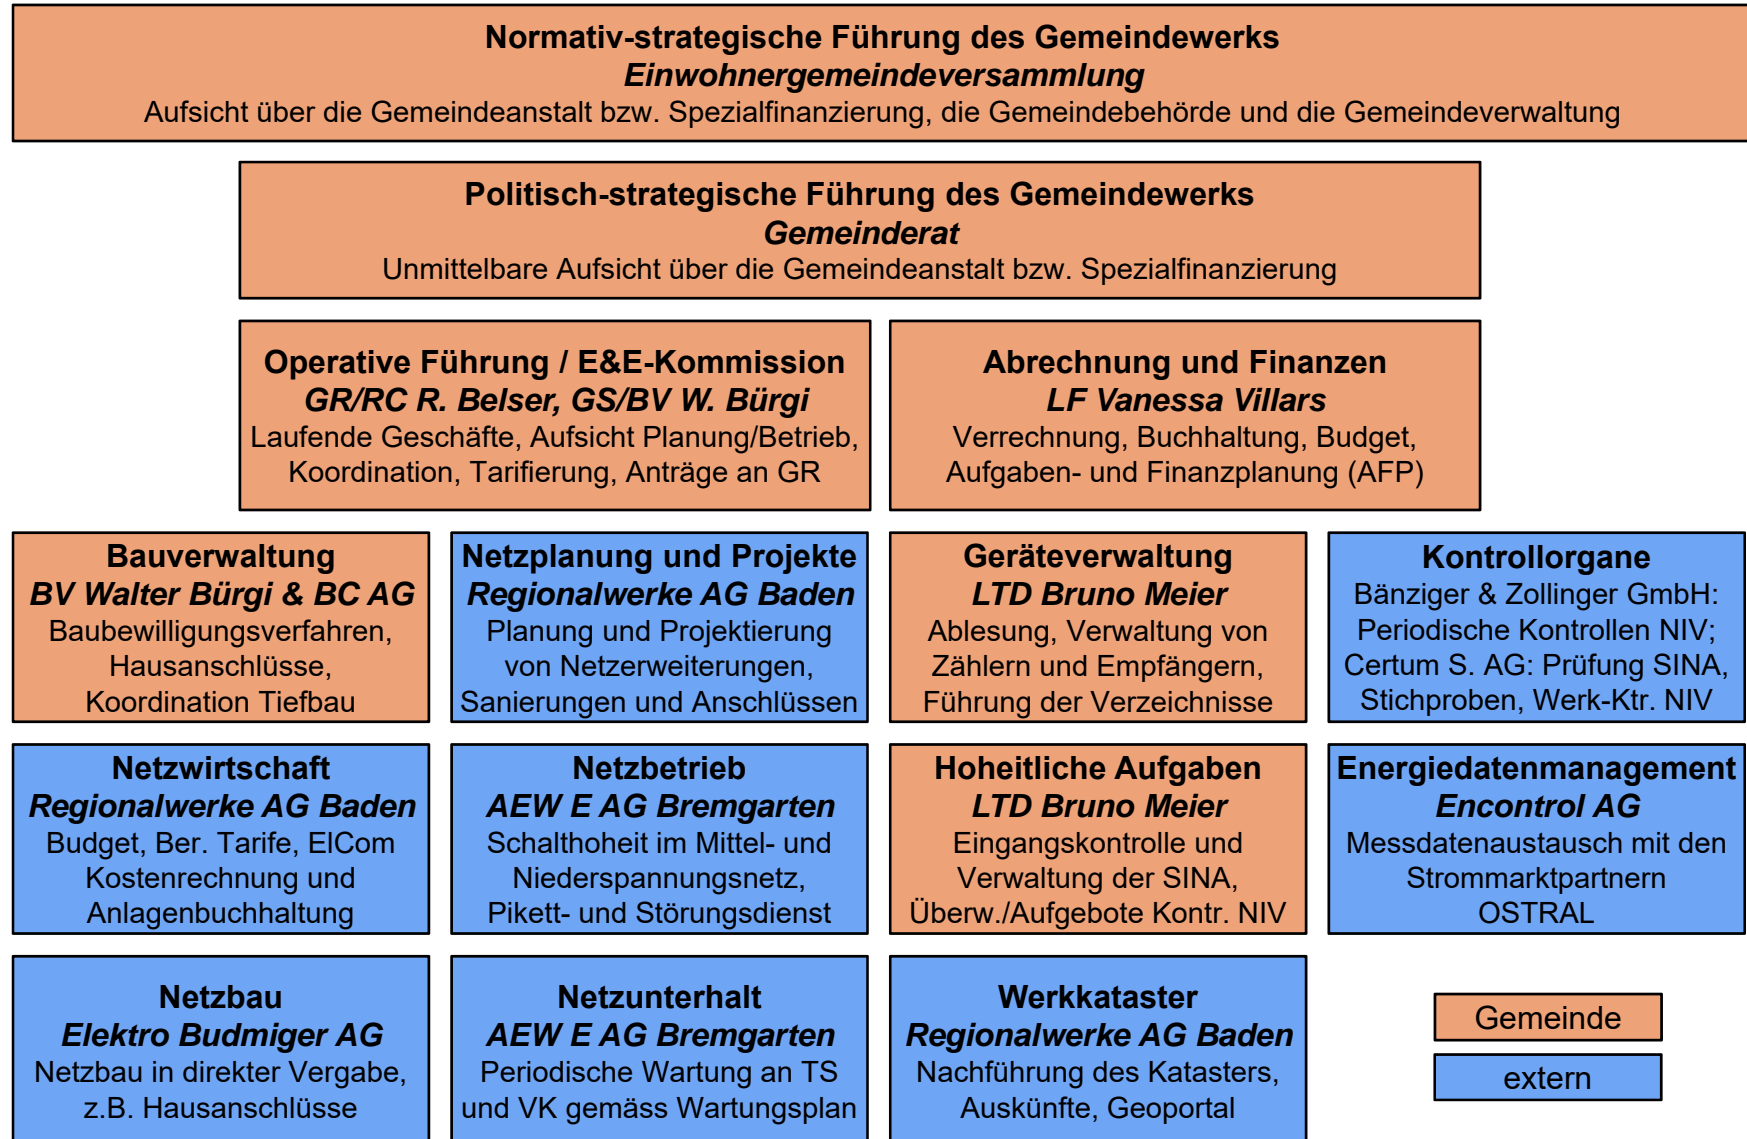 Normativ-strategische Führung des Gemeindewerks
Einwohnergemeindeversammlung
Aufsicht über die Gemeindeanstalt bzw. Spezialfinanzierung, die Gemeindebehörde und die Gemeindeverwaltung
Politisch-strategische Führung des Gemeindewerks
Gemeinderat
Unmittelbare Aufsicht über die Gemeindeanstalt bzw. Spezialfinanzierung
Operative Führung / E&E-Kommission
GR/RC R. Belser, GS/BV W. Bürgi
Laufende Geschäfte, Aufsicht Planung/Betrieb,
Koordination, Tarifierung, Anträge an GR
Abrechnung und Finanzen
LF Vanessa Villars
Verrechnung, Buchhaltung, Budget,
Aufgaben- und Finanzplanung (AFP)
Bauverwaltung
BV Walter Bürgi & BC AG
Baubewilligungsverfahren,
Hausanschlüsse,
Koordination Tiefbau
Netzplanung und Projekte
Regionalwerke AG Baden
Planung und Projektierung
von Netzerweiterungen,
Sanierungen und Anschlüssen
Geräteverwaltung
LTD Bruno Meier
Ablesung, Verwaltung von
Zählern und Empfängern,
Führung der Verzeichnisse
Kontrollorgane
Bänziger & Zollinger GmbH:
Periodische Kontrollen NIV;
Certum S. AG: Prüfung SINA,
Stichproben, Werk-Ktr. NIV
Netzwirtschaft
Regionalwerke AG Baden
Budget, Ber. Tarife, ElCom
Kostenrechnung und
Anlagenbuchhaltung
Netzbetrieb
AEW E AG Bremgarten
Schalthoheit im Mittel- und
Niederspannungsnetz,
Pikett- und Störungsdienst
Hoheitliche Aufgaben
LTD Bruno Meier
Eingangskontrolle und
Verwaltung der SINA,
Überw./Aufgebote Kontr. NIV
Energiedatenmanagement
Encontrol AG
Messdatenaustausch mit den
Strommarktpartnern
OSTRAL
Netzbau
Elektro Budmiger AG
Netzbau in direkter Vergabe,
z.B. Hausanschlüsse
Netzunterhalt
AEW E AG Bremgarten
Periodische Wartung an TS
und VK gemäss Wartungsplan
Werkkataster
Regionalwerke AG Baden
Nachführung des Katasters,
Auskünfte, Geoportal
Gemeinde
extern